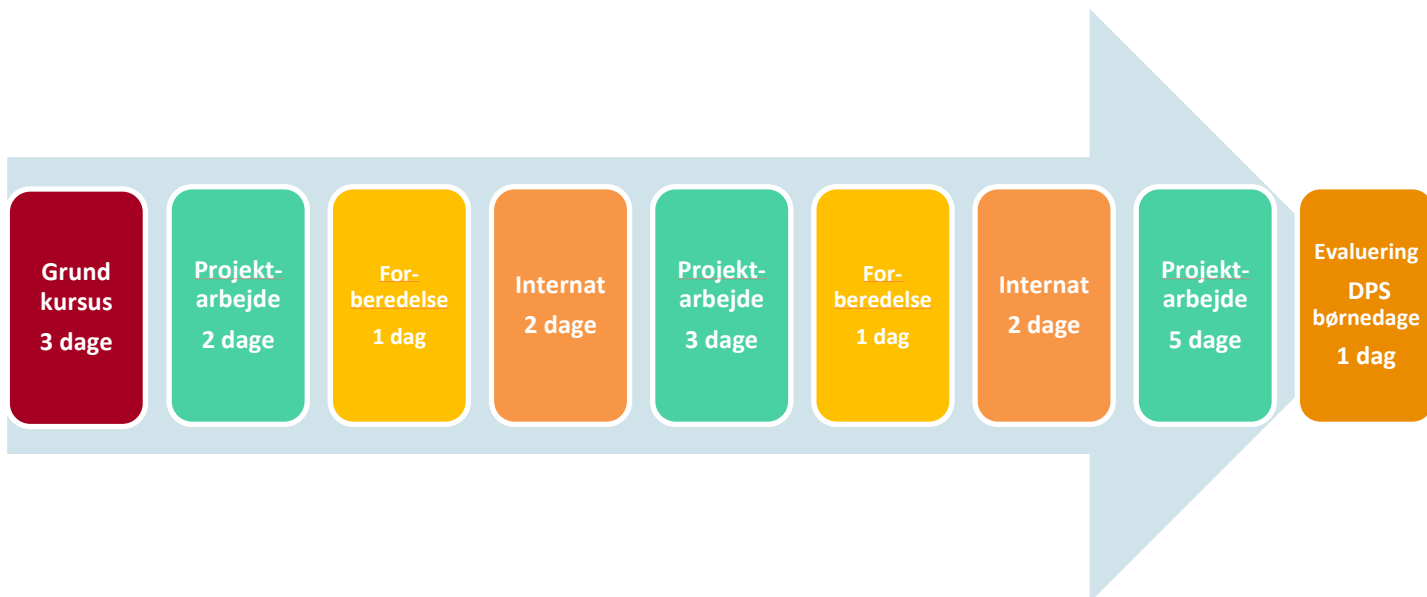 Grund
kursus
3 dage
Projekt-
arbejde
2 dage
For-
beredelse
1 dag
Internat
2 dage
Projekt-
arbejde
3 dage
For-
beredelse
1 dag
Internat
2 dage
Projekt-
arbejde
5 dage
Evaluering
DPS
børnedage
1 dag